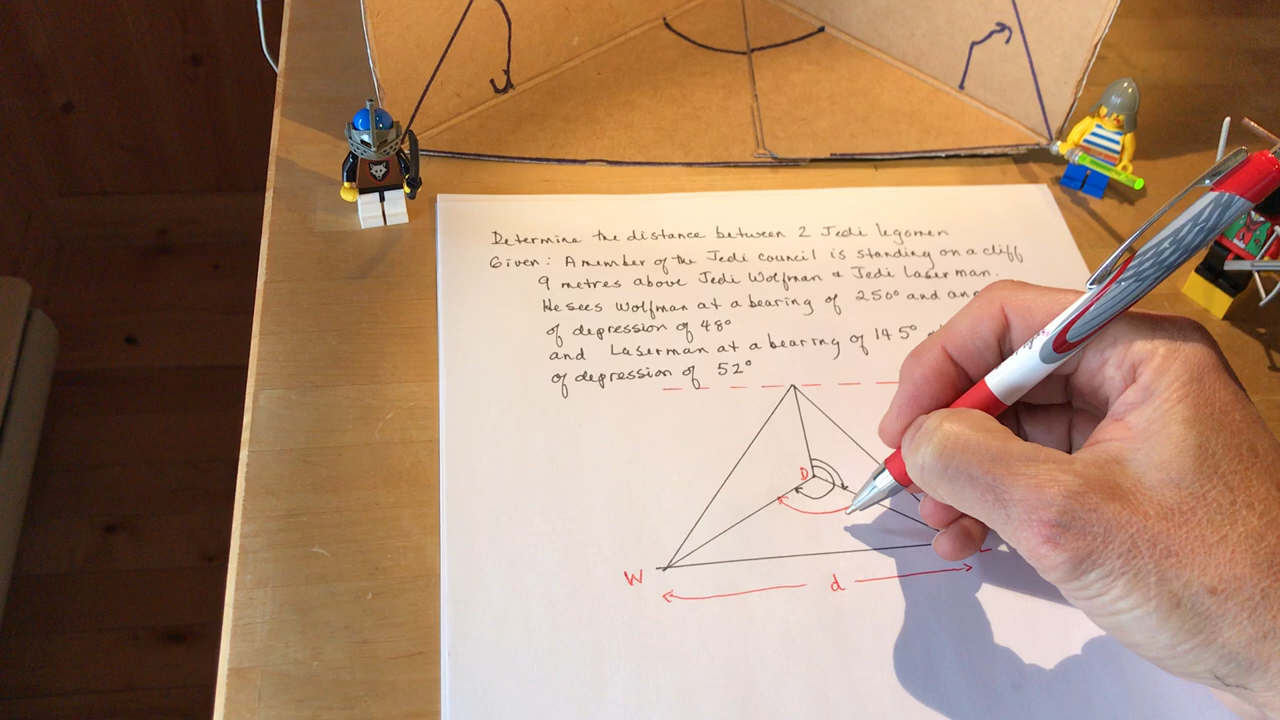 Determine the distance between 2 Jedi legomen
Given: A member of the Jedi council is standing on a cliff
9 metres above Jedi Wolfman & Jedi Laserman.
He sees Wolfman at a bearing of 250° and
of depression of 48°
and Laserman at a bearing of 145°
of depression of 52°
D
W
d